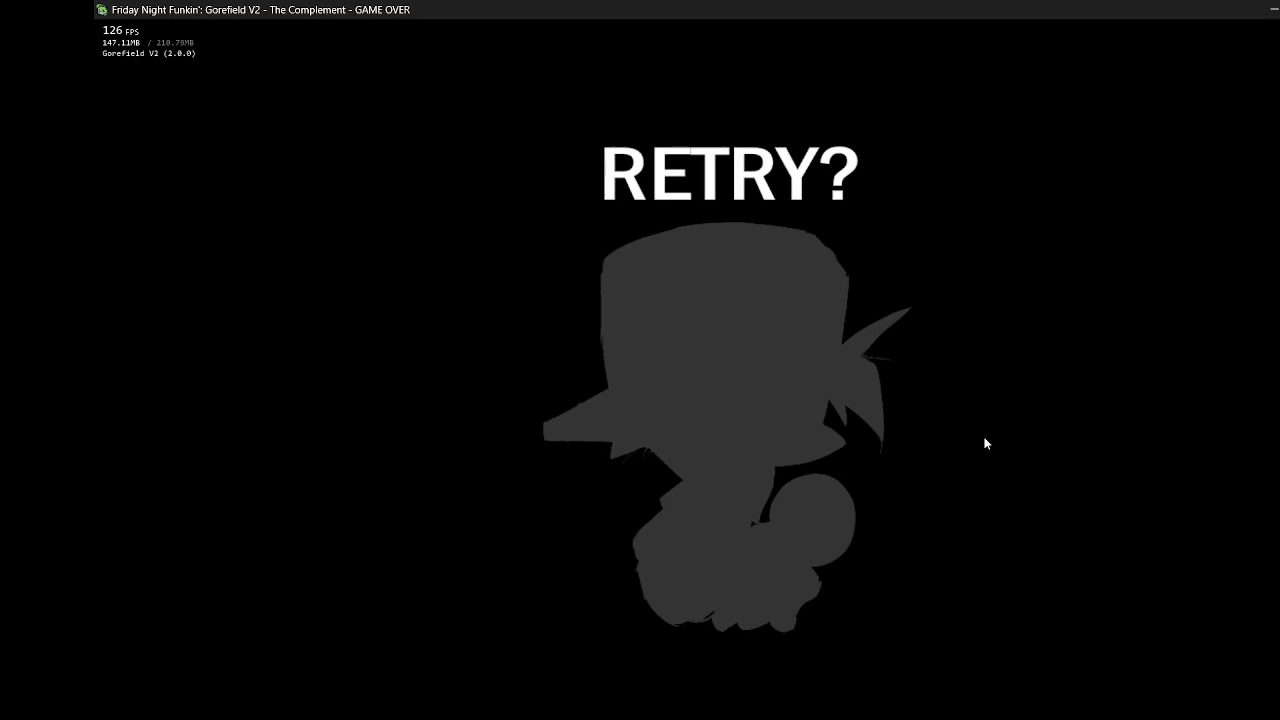 Friday Night Funkin': Gorefield V2 - The Complement - GAME OVER
126 FPS
147.11MB / 210.79MB
Gorefield V2 (2.0.0)
RETRY?